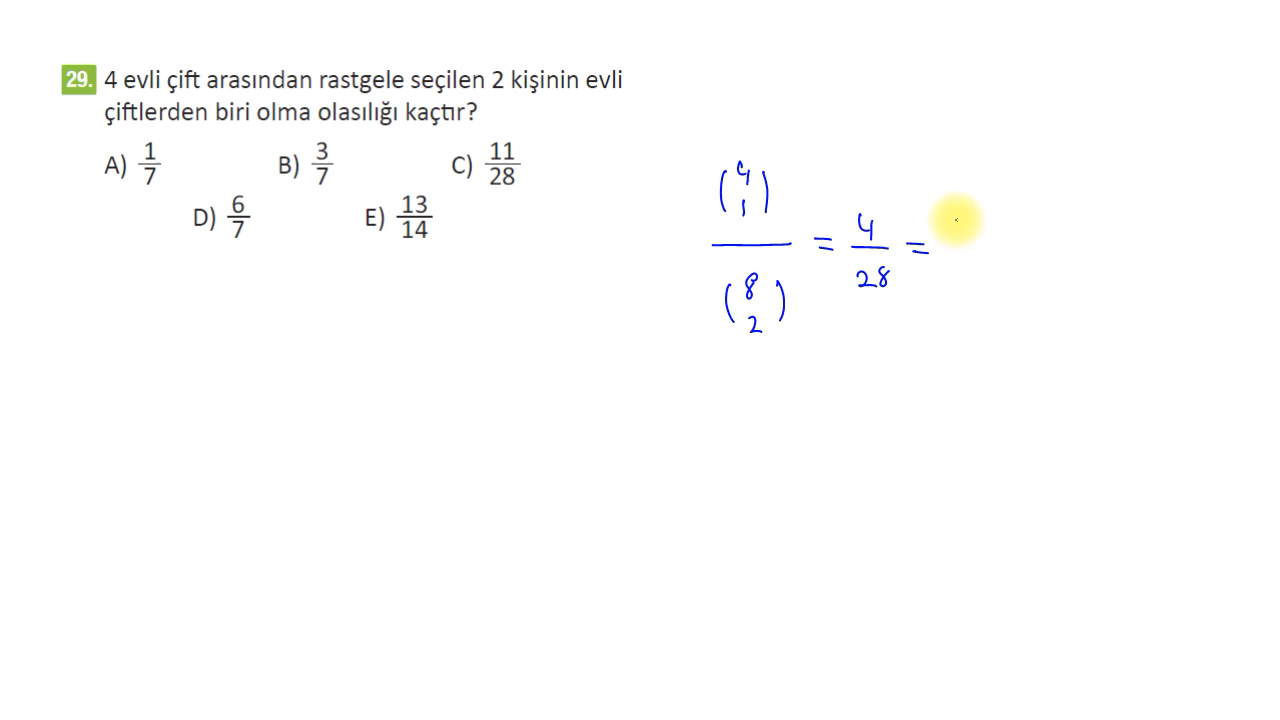 29. 4 evli çift arasından rastgele seçilen 2 kişinin evli
çiftlerden biri olma olasılığı kaçtır?
A) 1/7 B) 3/7 C) 11/28
D) 6/7 E) 13/14
(4 1) / (8 2) = 4/28 =